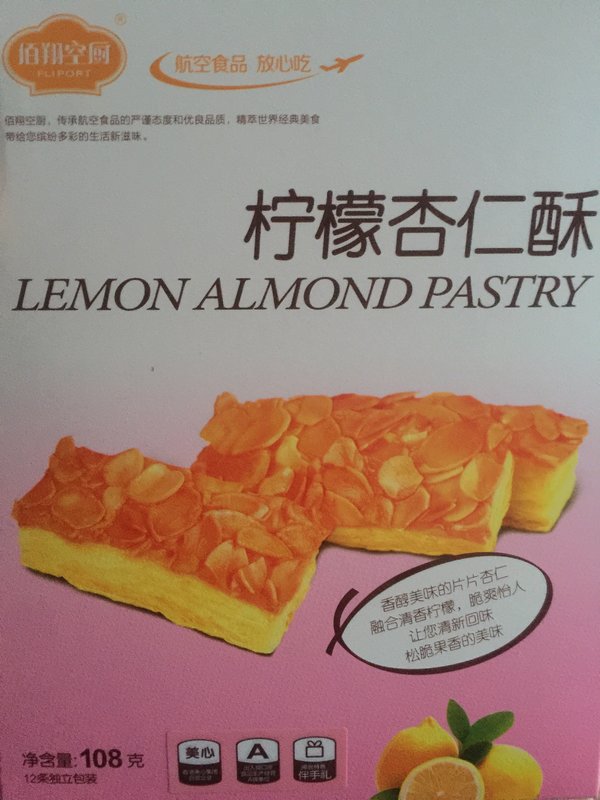 佰翔空厨®
FLIPORT
航空食品 放心吃
佰翔空厨，传承航空食品的严谨态度和优良品质，精萃世界经典美食
带给您缤纷多彩的生活新滋味。
柠檬杏仁酥
LEMON ALMOND PASTRY
香醇美味的片片杏仁
融合清香柠檬，脆爽怡人
让您清新回味
松脆果香的美味
净含量:108克
12条独立包装
美心
A
伴手礼